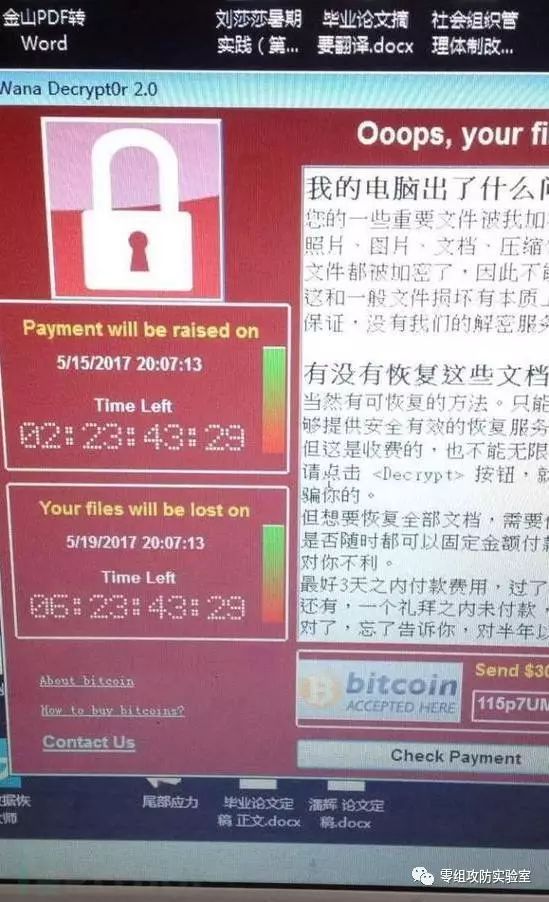 金山PDF转
Word
刘莎莎暑期
实践（第...
毕业论文摘
要翻译.docx
社会组织管
理体制改...
Wana Decrypt0r 2.0
Ooops, your fi
Payment will be raised on
5/15/2017 20:07:13
Time Left
02:23:43:29
Your files will be lost on
5/19/2017 20:07:13
Time Left
06:23:43:29
About bitcoin
How to buy bitcoins?
Contact Us
我的电脑出了什么问
您的一些重要文件被我加
照片、图片、文档、压缩
文件都被加密了，因此不能
这和一般文件损坏有本质上
保证，没有我们的解密服务
有没有恢复这些文档
当然有可恢复的方法。只能
够提供安全有效的恢复服务
但这是收费的，也不能无限
请点击 <Decrypt> 按钮，就
骗你的。
但想要恢复全部文档，需要
是否随时都可以固定金额付款
对你不利。
最好3天之内付款费用，过了
还有，一个礼拜之内未付款，
对了，忘了告诉你，对半年以
bitcoin
ACCEPTED HERE
Send $30
115p7UM
Check Payment
数据恢
大师
尾部应力
毕业论文定
稿 正文.docx
潘辉 论文定
稿.docx
零组攻防实验室